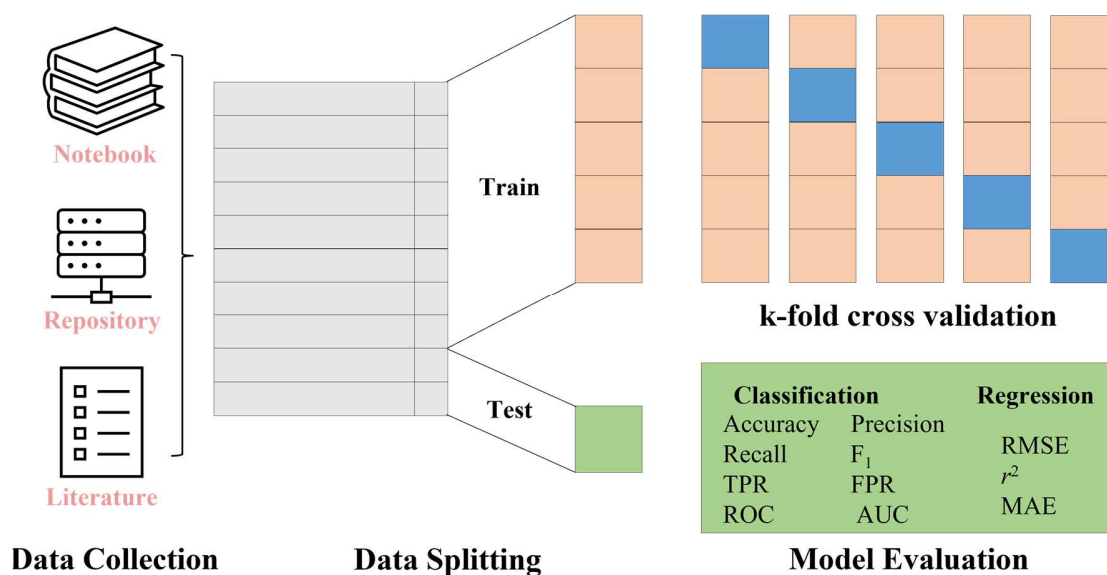 Notebook
Repository
Literature
Data Collection
Train
Test
Data Splitting
k-fold cross validation
Classification Regression
Accuracy Precision
Recall F₁
TPR FPR
ROC AUC
RMSE
r²
MAE
Model Evaluation